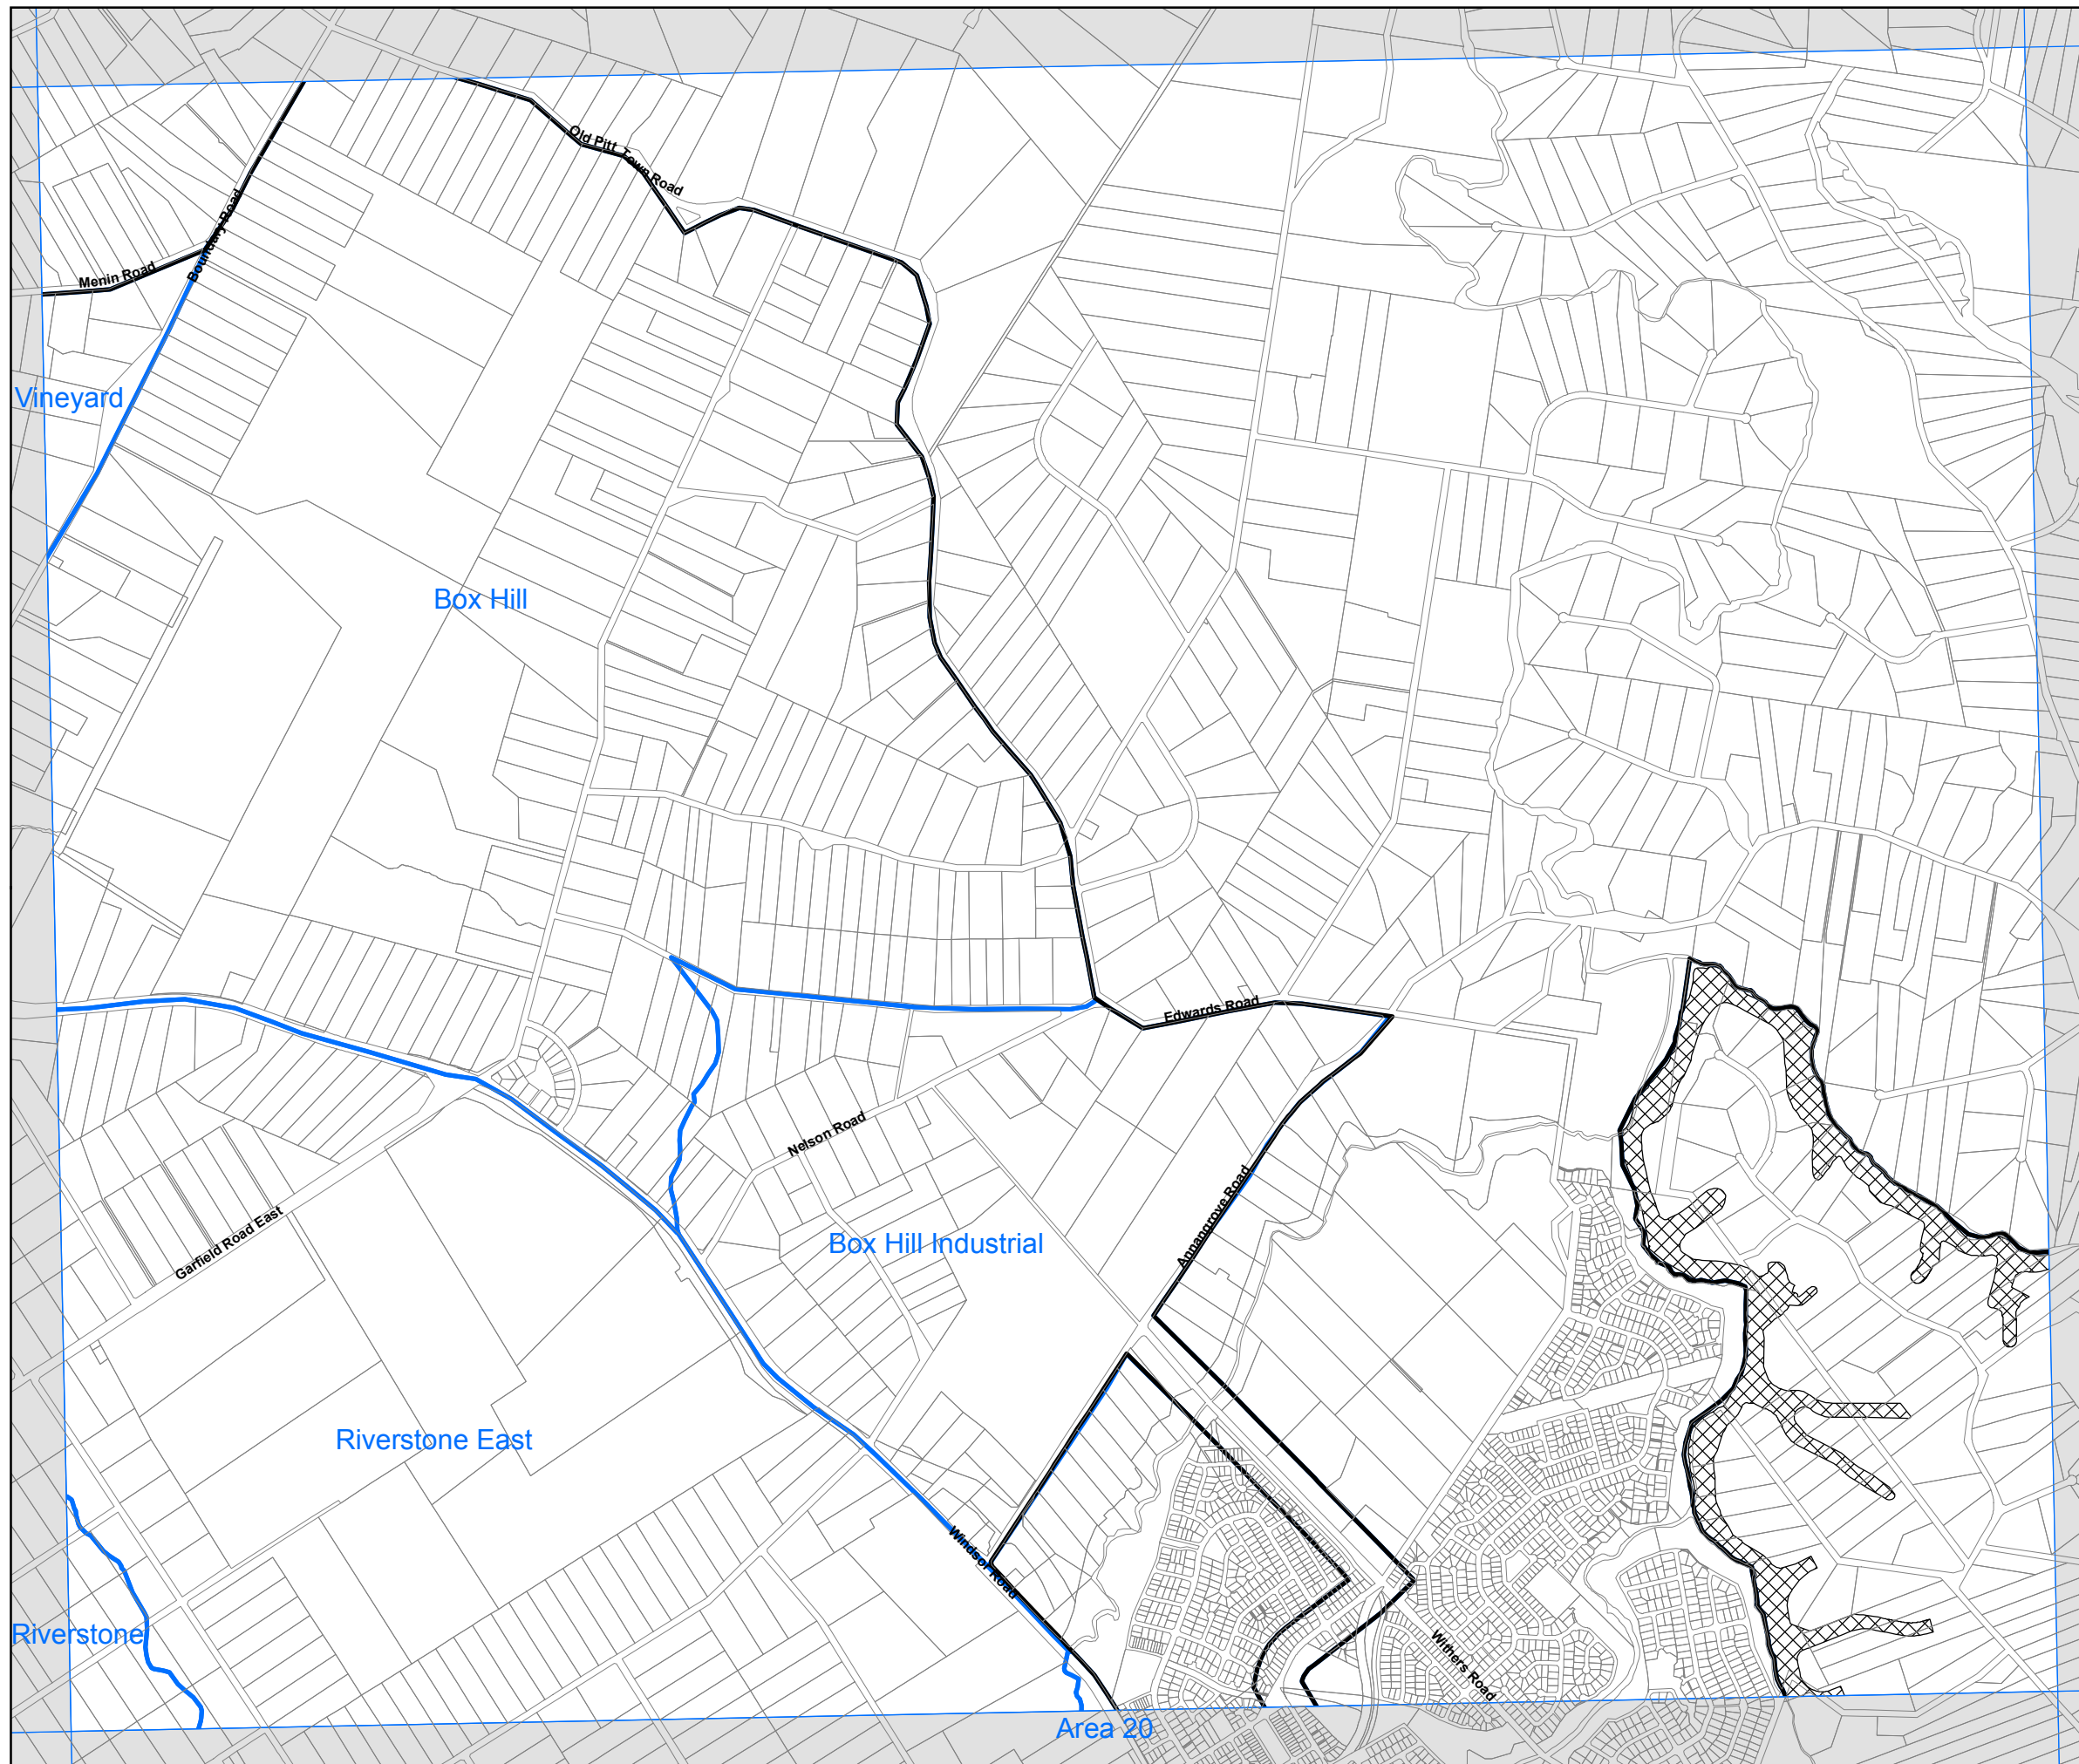 Old Pitt Town Road
Boundary Road
Menin Road
Vineyard
Box Hill
Edwards Road
Nelson Road
Annangrove Road
Garfield Road East
Box Hill Industrial
Riverstone East
Windsor Road
Riverstone
Withers Road
Area 20